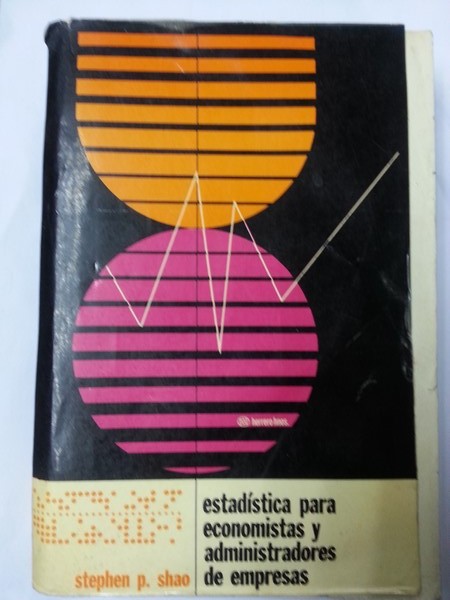 herrero hnos.
estadística para
economistas y
administradores
de empresas
stephen p. shao